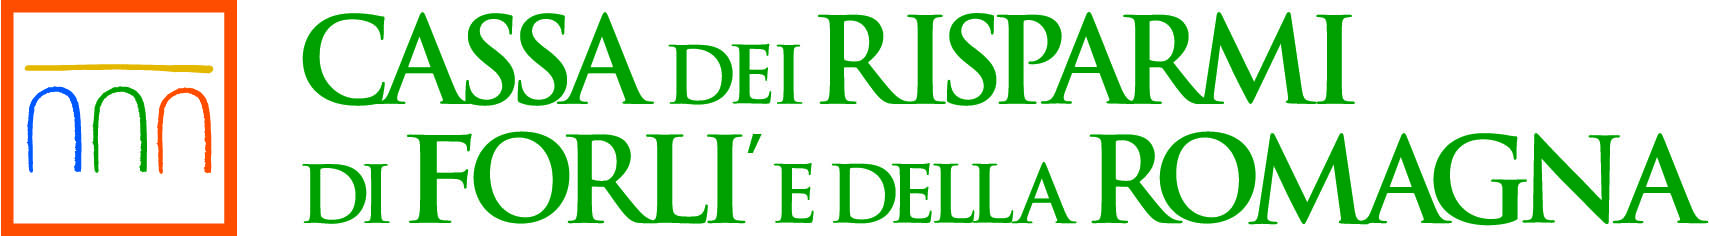 CASSA DEI RISPARMI
DI FORLI' E DELLA ROMAGNA